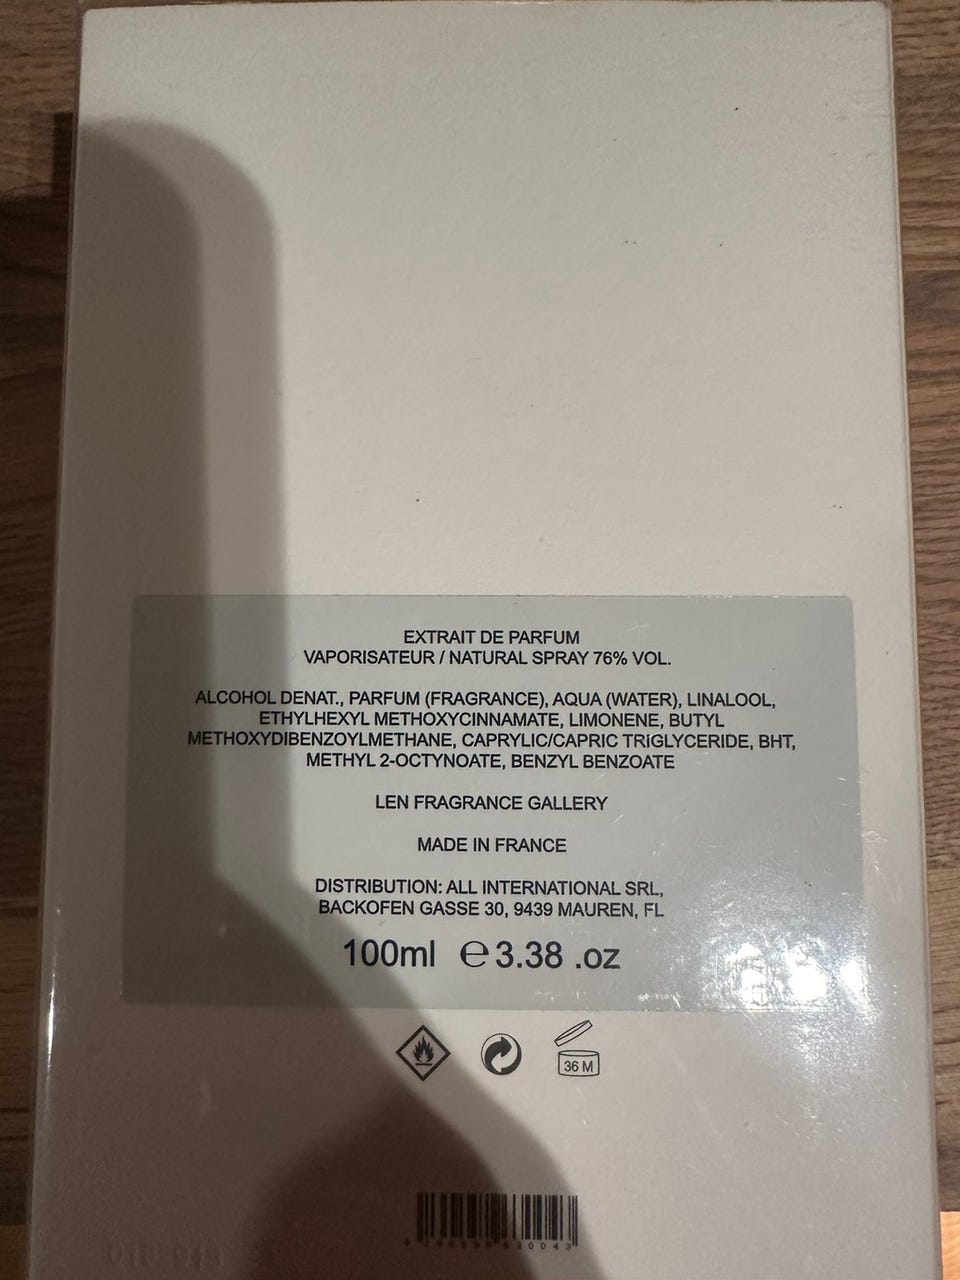 EXTRAIT DE PARFUM
VAPORISATEUR / NATURAL SPRAY 76% VOL.
ALCOHOL DENAT., PARFUM (FRAGRANCE), AQUA (WATER), LINALOOL,
ETHYLHEXYL METHOXYCINNAMATE, LIMONENE, BUTYL
METHOXYDIBENZOYLMETHANE, CAPRYLIC/CAPRIC TRIGLYCERIDE, BHT,
METHYL 2-OCTYNOATE, BENZYL BENZOATE
LEN FRAGRANCE GALLERY
MADE IN FRANCE
DISTRIBUTION: ALL INTERNATIONAL SRL,
BACKOFEN GASSE 30, 9439 MAUREN, FL
100ml ℮ 3.38 .oz
36 M